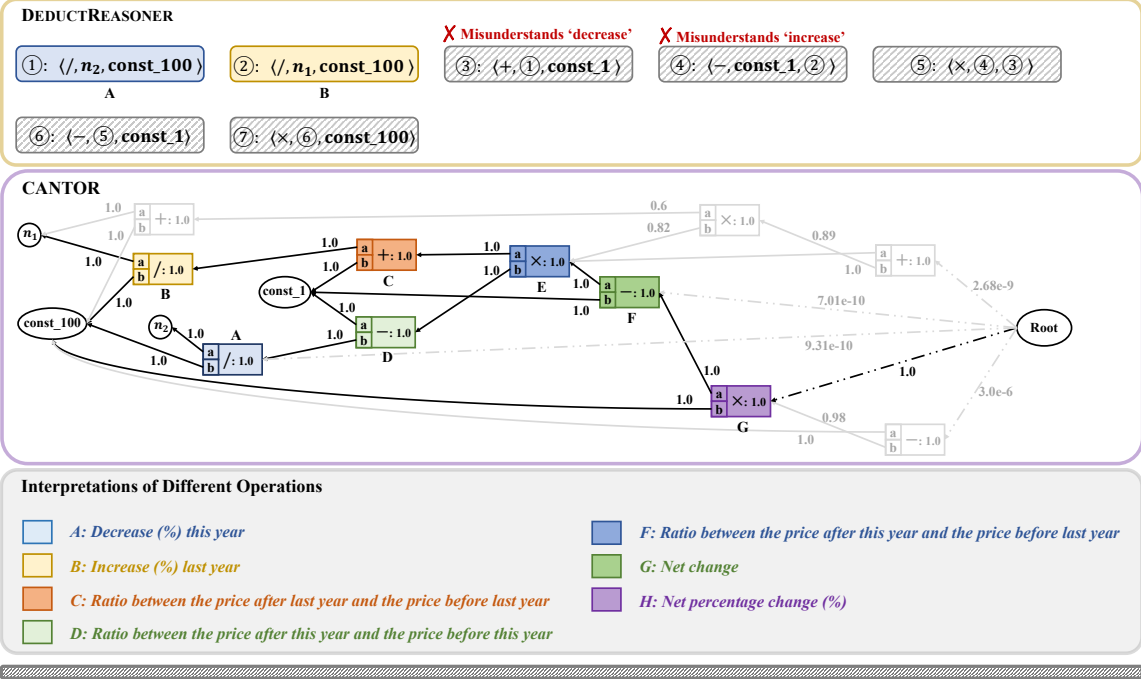 DEDUCTREASONER
✗ Misunderstands ‘decrease’ ✗ Misunderstands ‘increase’
①: ⟨/, n₂, const_100 ⟩ ②: ⟨/, n₁, const_100 ⟩ ③: ⟨+, ①, const_1⟩ ④: ⟨−, const_1, ②⟩ ⑤: ⟨×, ④, ③ ⟩
A B
⑥: ⟨−, ⑤, const_1⟩ ⑦: ⟨×, ⑥, const_100⟩
CANTOR
1.0 a b +: 1.0 0.6 a b ×: 1.0
n₁ 1.0 0.82 0.89
1.0 a b /: 1.0 1.0 a b +: 1.0 1.0 a b ×: 1.0 1.0 a b +: 1.0
B 1.0 C 1.0 E 1.0
1.0 const_1 a b −: 1.0 2.68e-9
1.0 F 7.01e-10
const_100 n₂ A 1.0 a b −: 1.0 Root
1.0 D 9.31e-10
1.0 a b /: 1.0 1.0 1.0
1.0 a b ×: 1.0 3.0e-6
G 0.98
1.0 a b −: 1.0
Interpretations of Different Operations
A: Decrease (%) this year
F: Ratio between the price after this year and the price before last year
B: Increase (%) last year
G: Net change
C: Ratio between the price after last year and the price before last year
H: Net percentage change (%)
D: Ratio between the price after this year and the price before this year